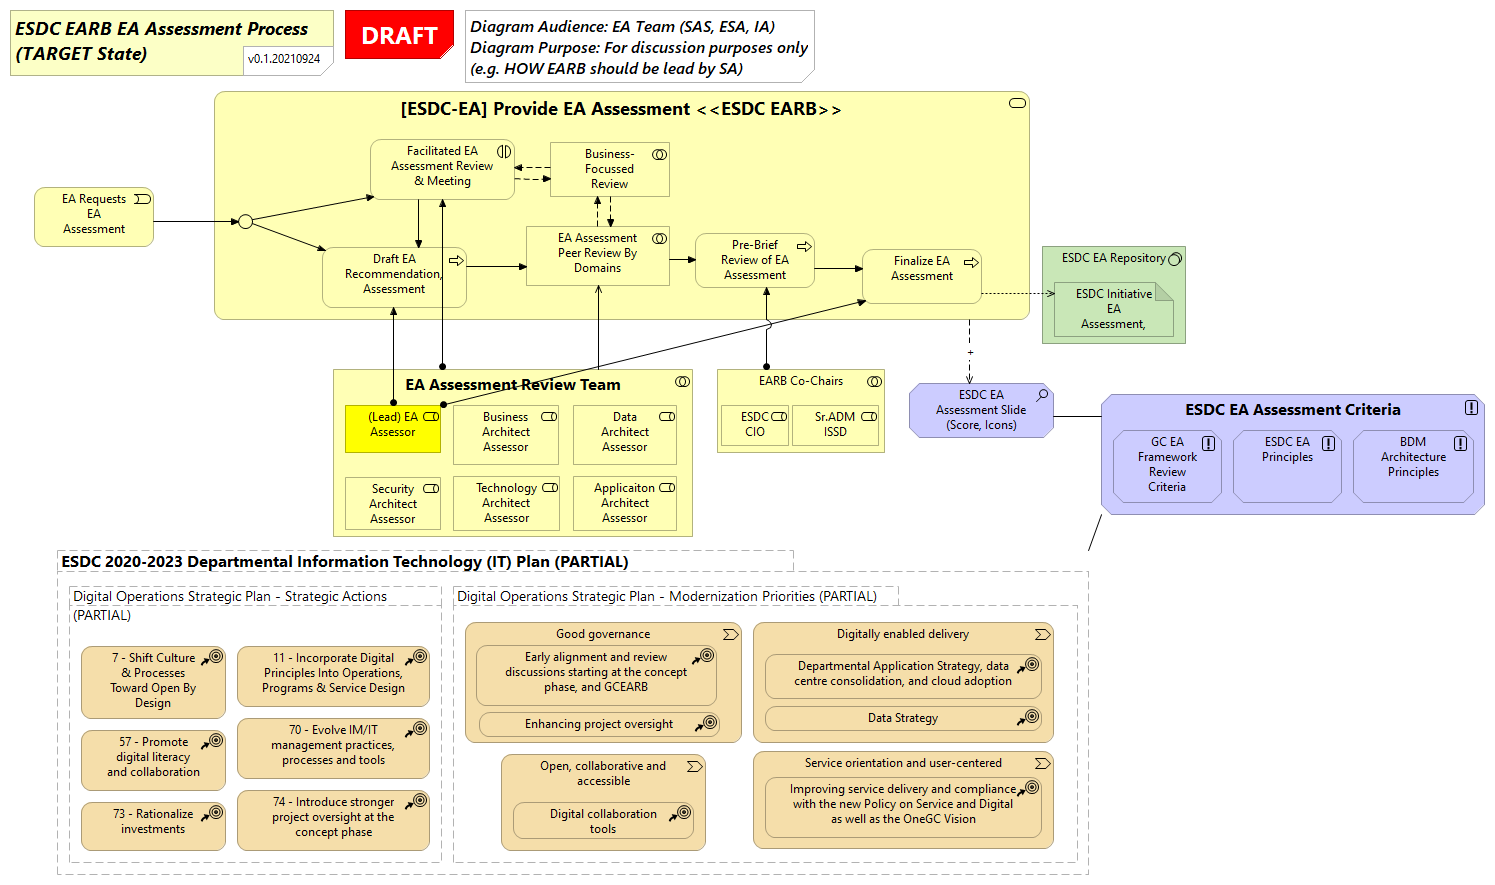 ESDC EARB EA Assessment Process
(TARGET State)
v0.1.20210924
DRAFT
Diagram Audience: EA Team (SAS, ESA, IA)
Diagram Purpose: For discussion purposes only
(e.g. HOW EARB should be lead by SA)
[ESDC-EA] Provide EA Assessment <<ESDC EARB>>
EA Requests
EA
Assessment
Facilitated EA
Assessment Review
& Meeting
Business-
Focussed
Review
Draft EA
Recommendation,
Assessment
EA Assessment
Peer Review By
Domains
Pre-Brief
Review of EA
Assessment
Finalize EA
Assessment
ESDC EA Repository
ESDC Initiative
EA
Assessment,
EA Assessment Review Team
(Lead) EA
Assessor
Business
Architect
Assessor
Data
Architect
Assessor
Security
Architect
Assessor
Technology
Architect
Assessor
Applicaiton
Architect
Assessor
EARB Co-Chairs
ESDC
CIO
Sr.ADM
ISSD
+
ESDC EA
Assessment Slide
(Score, Icons)
ESDC EA Assessment Criteria
GC EA
Framework
Review
Criteria
ESDC EA
Principles
BDM
Architecture
Principles
ESDC 2020-2023 Departmental Information Technology (IT) Plan (PARTIAL)
Digital Operations Strategic Plan - Strategic Actions
(PARTIAL)
7 - Shift Culture
& Processes
Toward Open By
Design
11 - Incorporate Digital
Principles Into Operations,
Programs & Service Design
57 - Promote
digital literacy
and collaboration
70 - Evolve IM/IT
management practices,
processes and tools
73 - Rationalize
investments
74 - Introduce stronger
project oversight at the
concept phase
Digital Operations Strategic Plan - Modernization Priorities (PARTIAL)
Good governance
Early alignment and review
discussions starting at the concept
phase, and GCEARB
Enhancing project oversight
Digitally enabled delivery
Departmental Application Strategy, data
centre consolidation, and cloud adoption
Data Strategy
Open, collaborative and
accessible
Digital collaboration
tools
Service orientation and user-centered
Improving service delivery and compliance
with the new Policy on Service and Digital
as well as the OneGC Vision